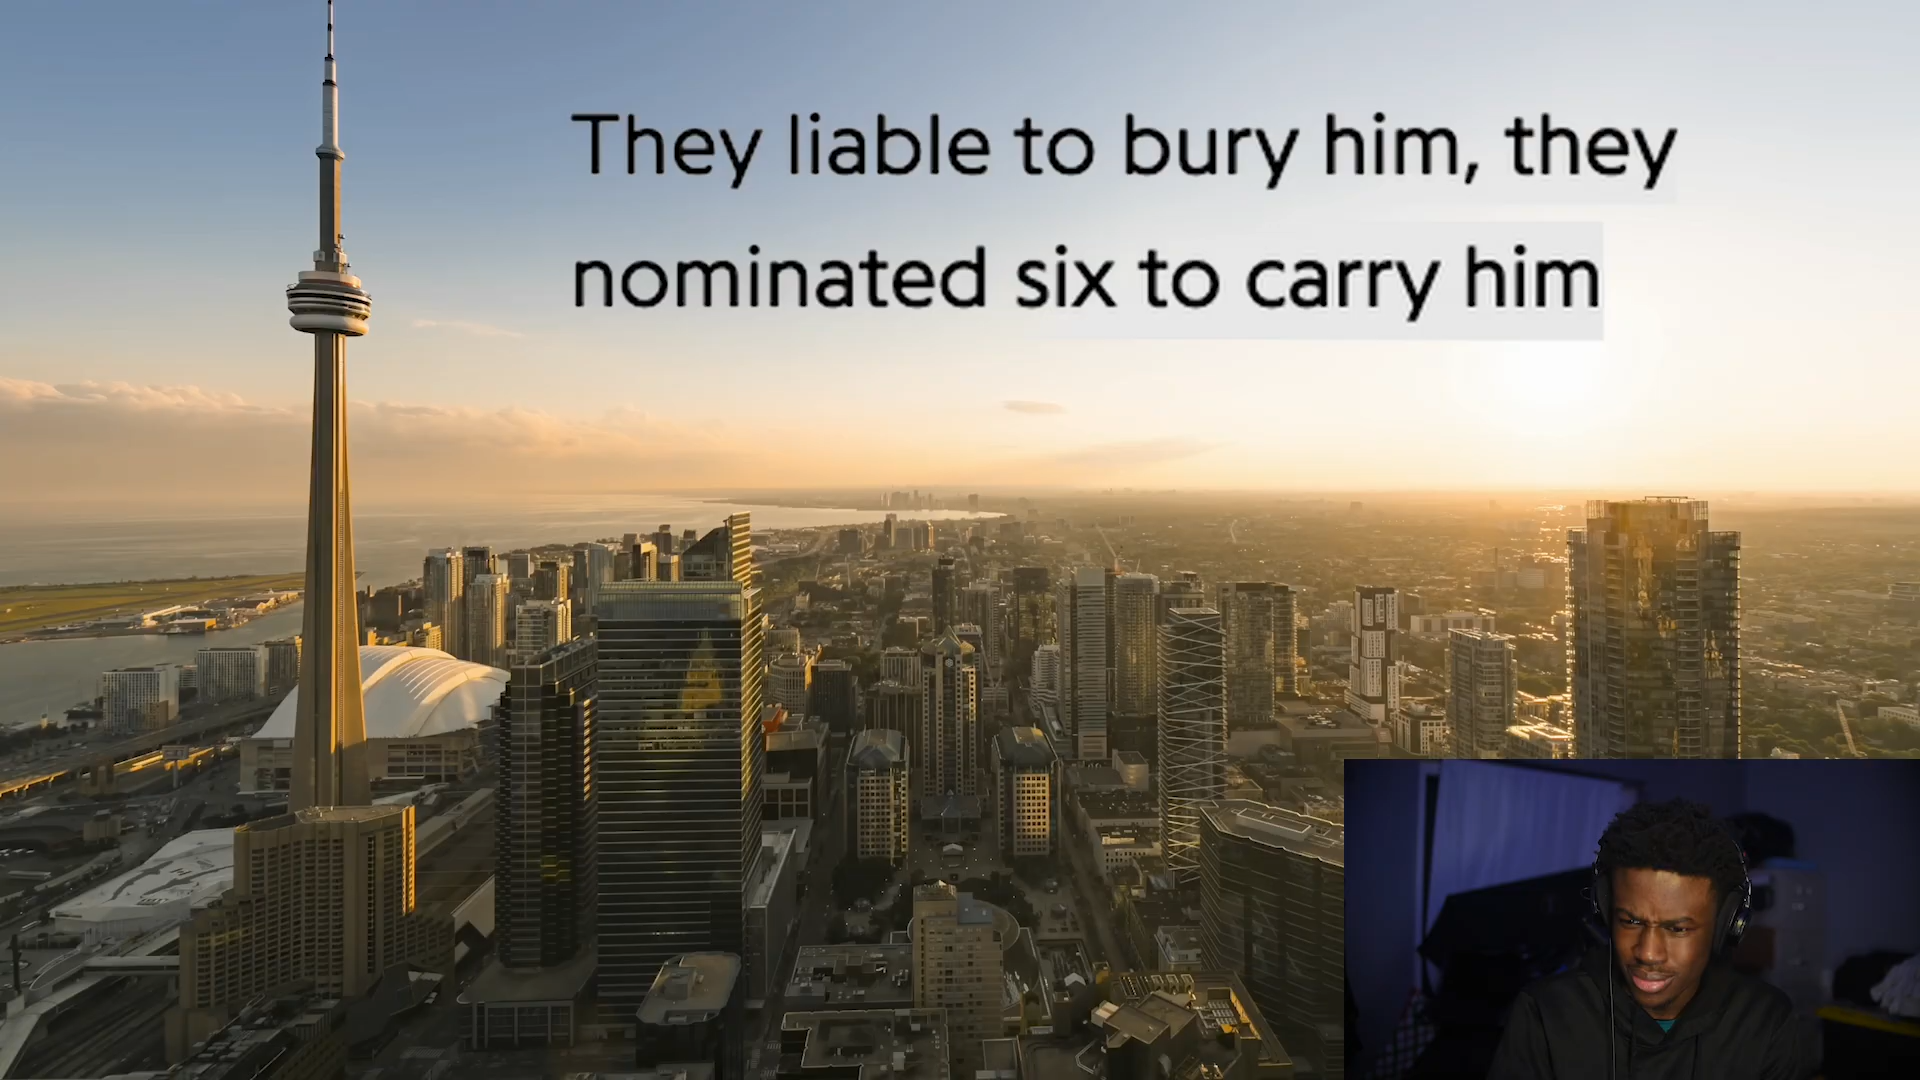 They liable to bury him, they
nominated six to carry him